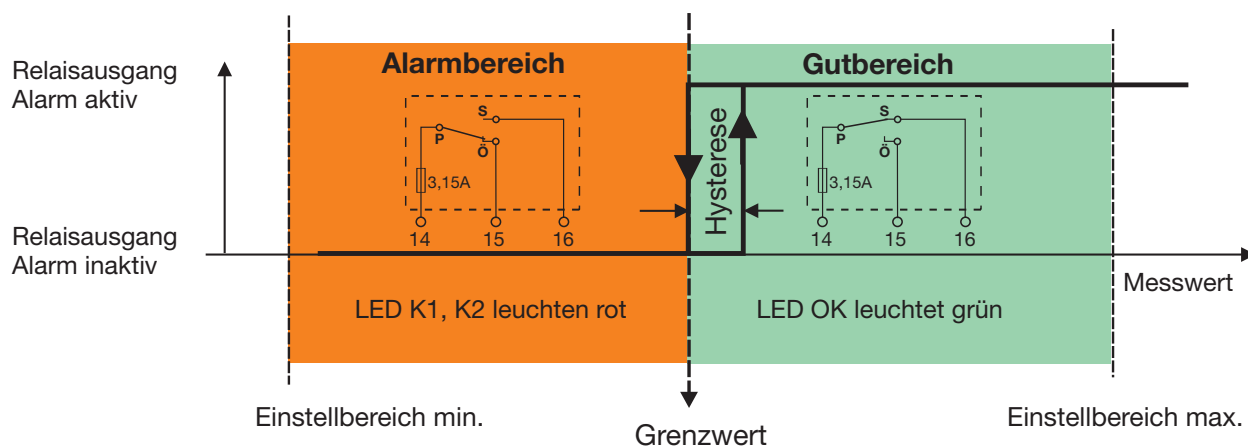 Alarmbereich
Gutbereich
Relaisausgang
Alarm aktiv
S
P
Ö
3,15A
14
15
16
Hysterese
S
P
Ö
3,15A
14
15
16
Relaisausgang
Alarm inaktiv
Messwert
LED K1, K2 leuchten rot
LED OK leuchtet grün
Einstellbereich min.
Grenzwert
Einstellbereich max.